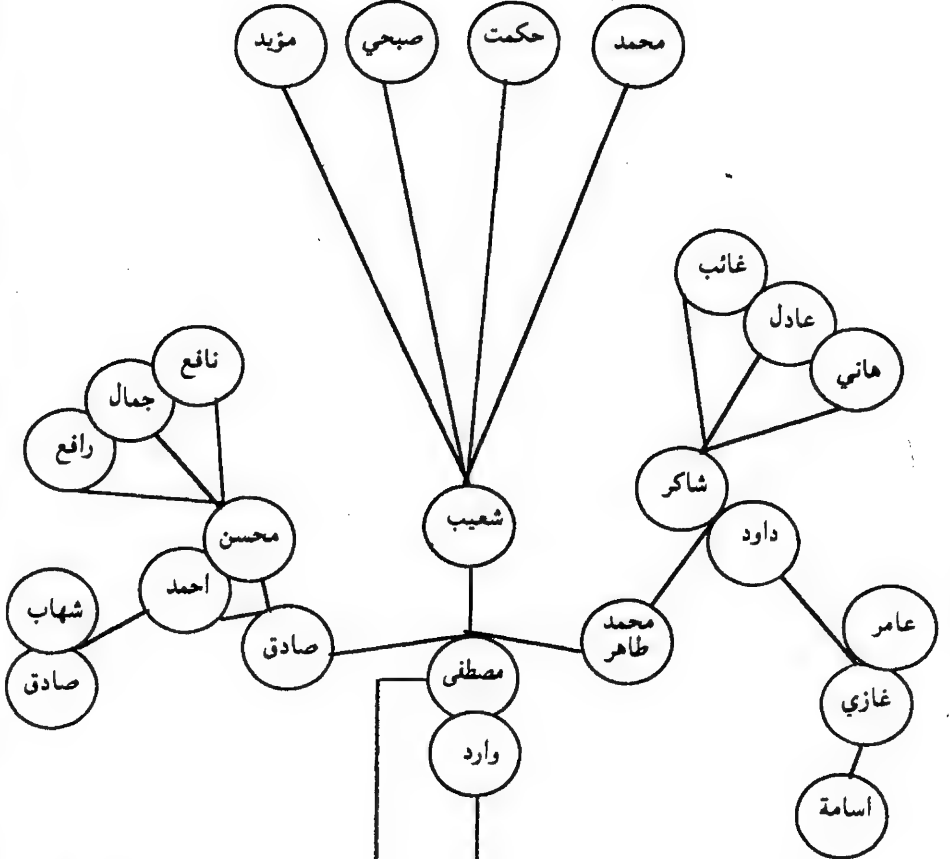 محمد
حكمت
صبحي
مؤيد
غائب
عادل
هاني
نافع
جمال
رافع
شاكر
داود
شعيب
محسن
احمد
شهاب
صادق
صادق
محمد
طاهر
عامر
غازي
مصطفى
وارد
اسامة